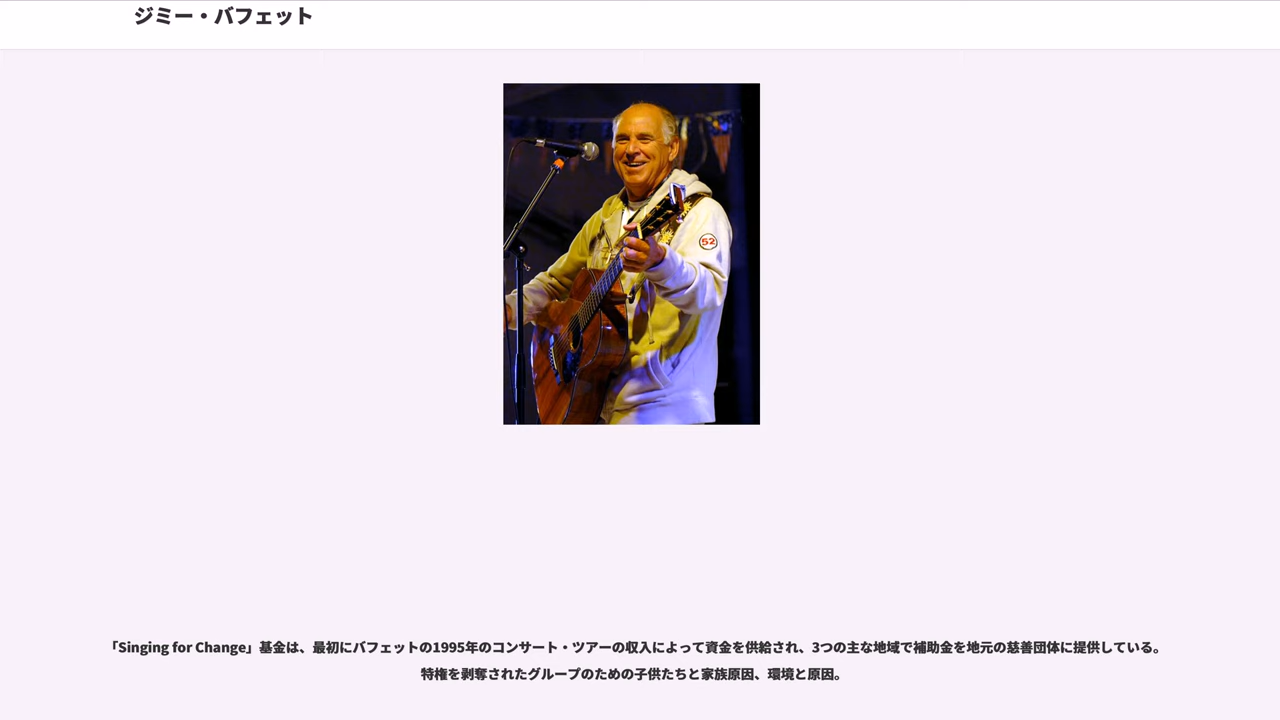 ジミー・バフェット
52
「Singing for Change」基金は、最初にバフェットの1995年のコンサート・ツアーの収入によって資金を供給され、3つの主な地域で補助金を地元の慈善団体に提供している。
特権を剥奪されたグループのための子供たちと家族原因、環境と原因。